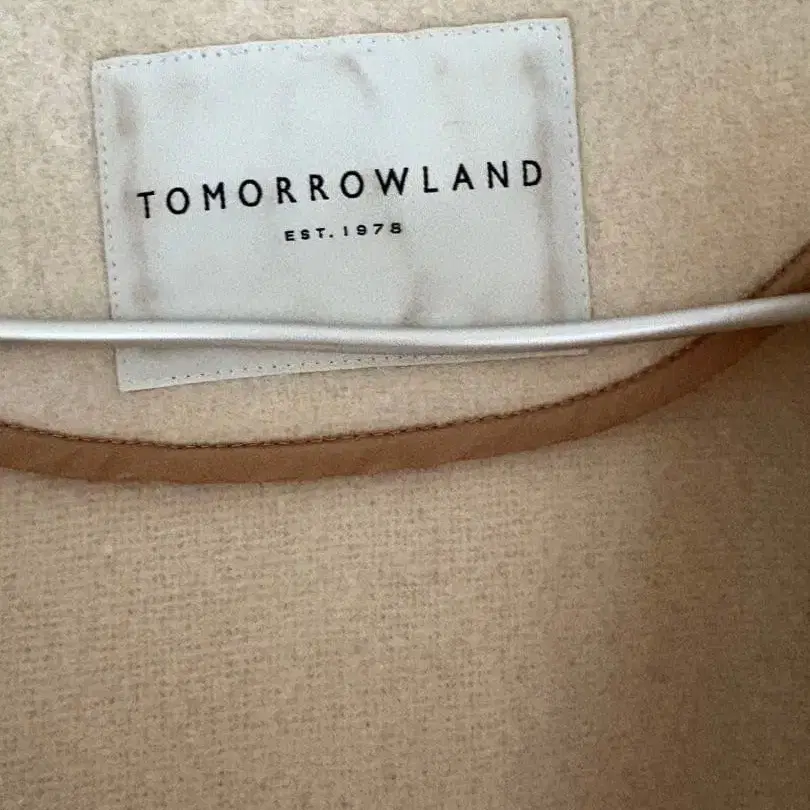 TOMORROWLAND
EST. 1978